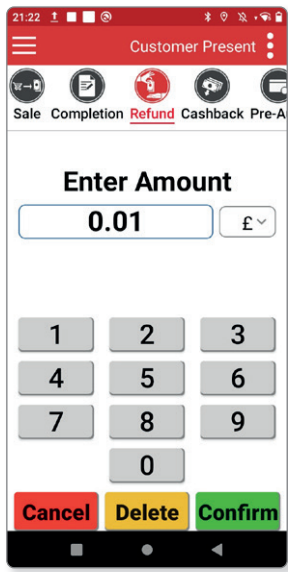 21:22
Customer Present
Sale Completion Refund Cashback Pre-A
Enter Amount
0.01 £
1 2 3
4 5 6
7 8 9
0
Cancel Delete Confirm